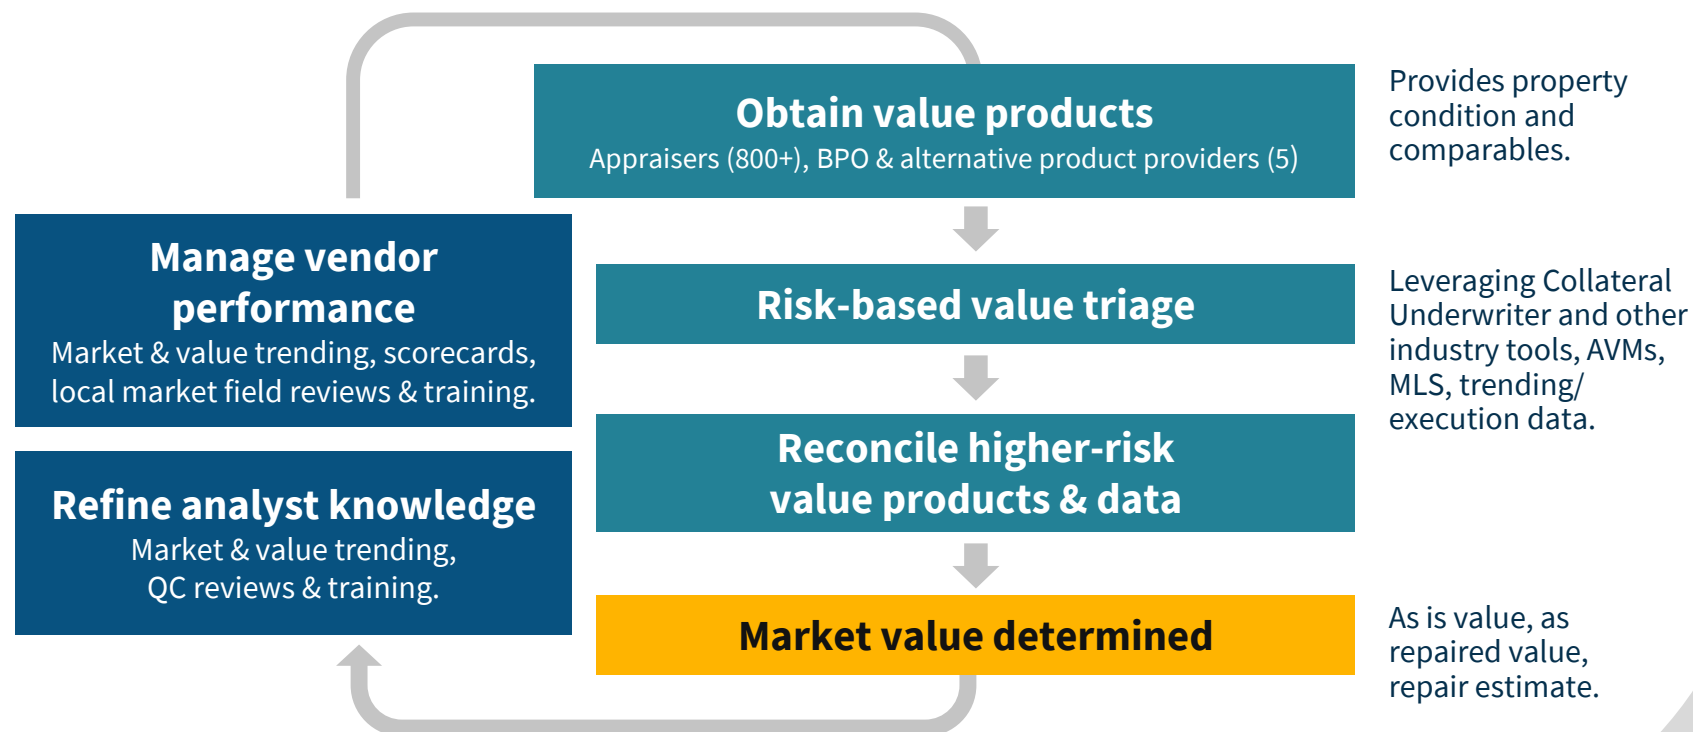 Obtain value products
Appraisers (800+), BPO & alternative product providers (5)
Provides property
condition and
comparables.
Manage vendor
performance
Market & value trending, scorecards,
local market field reviews & training.
Risk-based value triage
Leveraging Collateral
Underwriter and other
industry tools, AVMs,
MLS, trending/
execution data.
Reconcile higher-risk
value products & data
Refine analyst knowledge
Market & value trending,
QC reviews & training.
Market value determined
As is value, as
repaired value,
repair estimate.